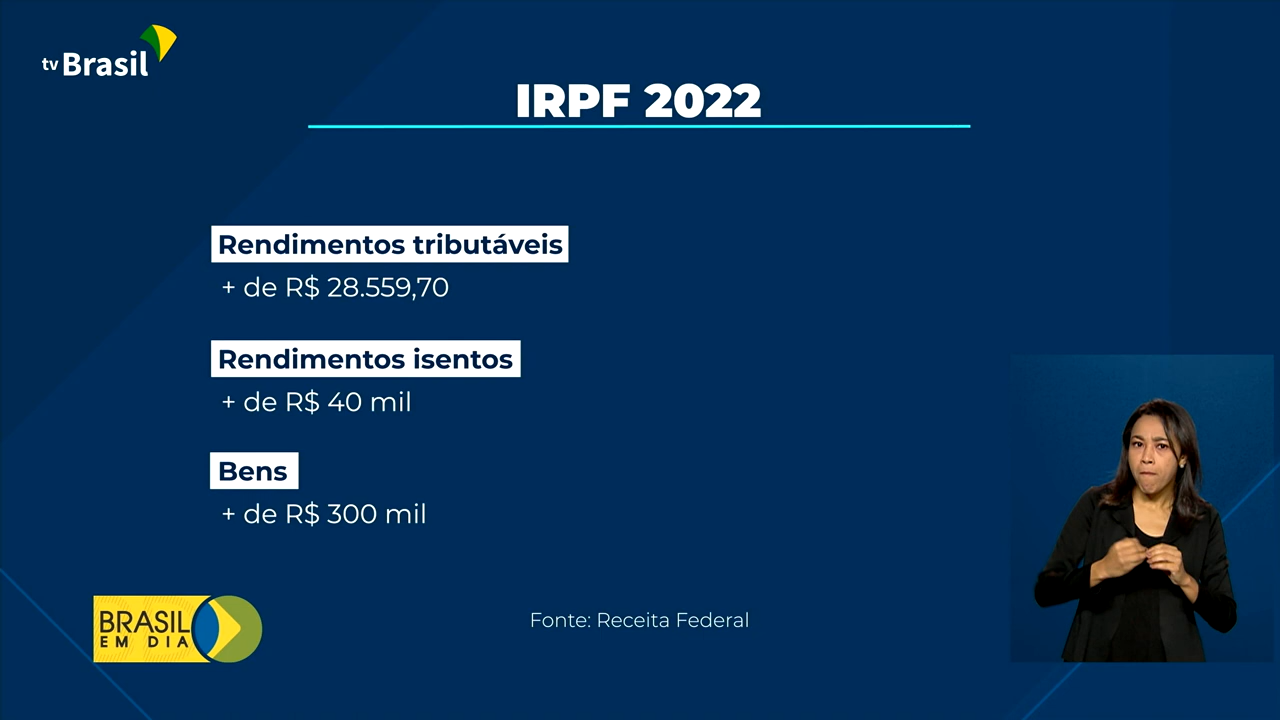 tv Brasil
IRPF 2022
Rendimentos tributáveis
+ de R$ 28.559,70
Rendimentos isentos
+ de R$ 40 mil
Bens
+ de R$ 300 mil
BRASIL
EM DIA
Fonte: Receita Federal